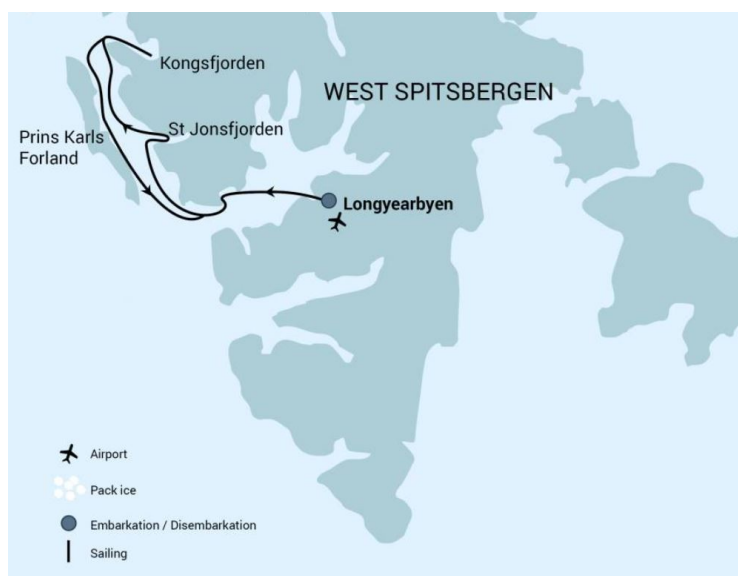 Kongsfjorden
WEST SPITSBERGEN
St Jonsfjorden
Prins Karls
Forland
Longyearbyen
Airport
Pack ice
Embarkation / Disembarkation
Sailing